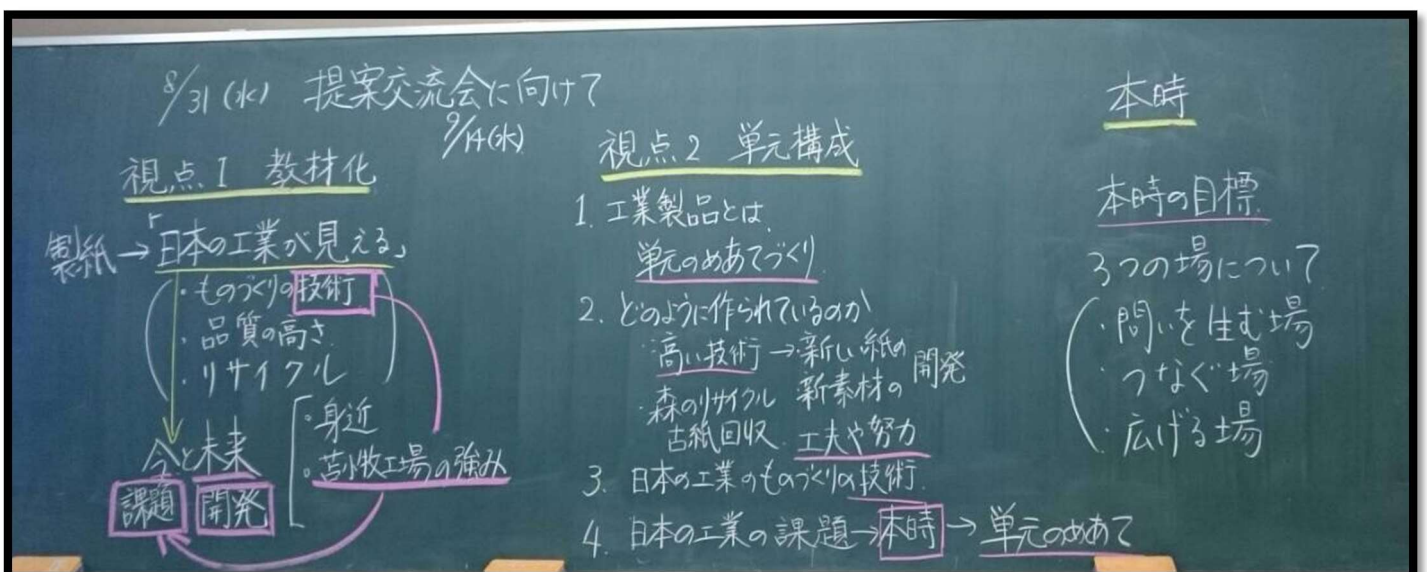 8/31(水) 提案交流会に向けて
9/14(水)
視点1 教材化
製紙→「日本の工業が見える」
・ものづくりの技術
・品質の高さ
・リサイクル
今と未来
課題 開発
・身近
・苫小牧工場の強み
視点2 単元構成
1. 工業製品とは
単元のめあてづくり
2. どのように作られているのか
・高い技術→新しい紙の
新素材の 開発
・森のリサイクル
古紙回収 工夫や努力
3. 日本の工業のものづくりの技術
4. 日本の工業の課題→本時→単元のめあて
本時
本時の目標
3つの場について
・問いを生む場
・つなぐ場
・広げる場